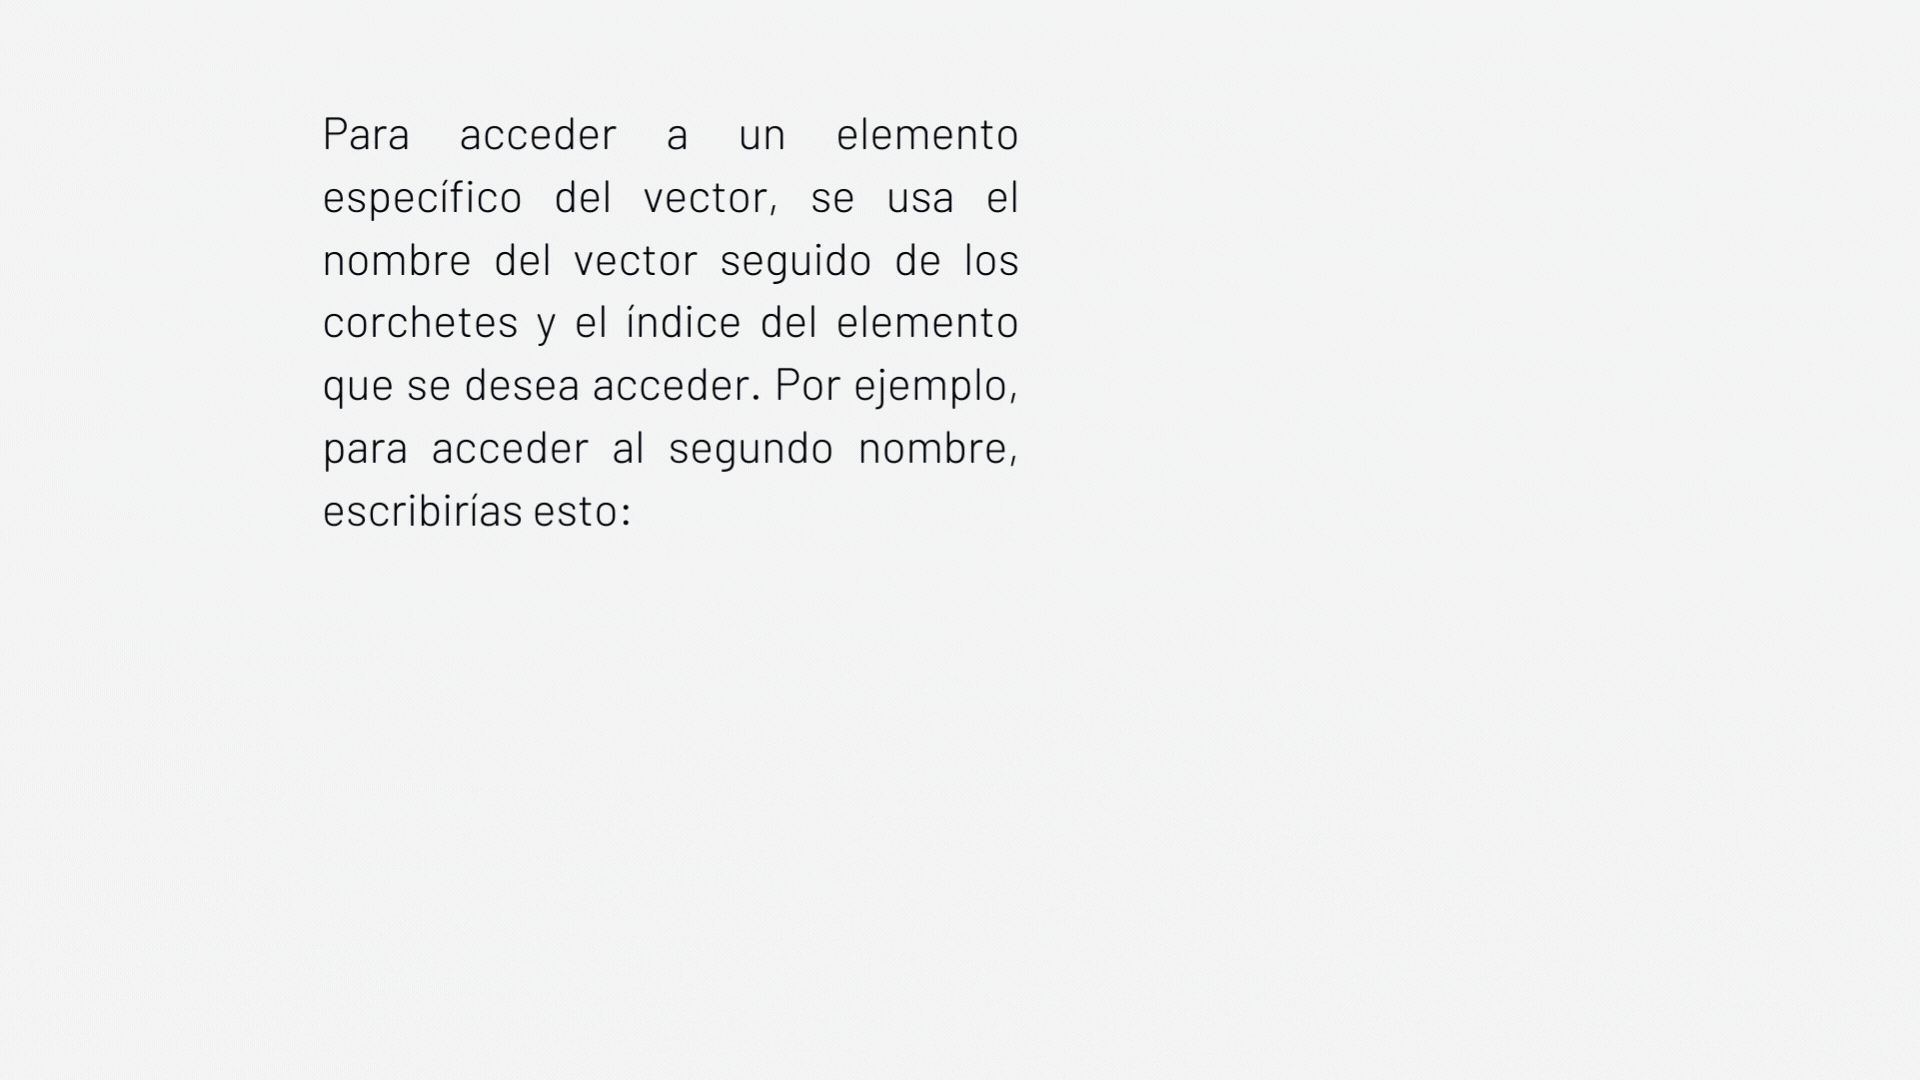 Para acceder a un elemento
específico del vector, se usa el
nombre del vector seguido de los
corchetes y el índice del elemento
que se desea acceder. Por ejemplo,
para acceder al segundo nombre,
escribirías esto: